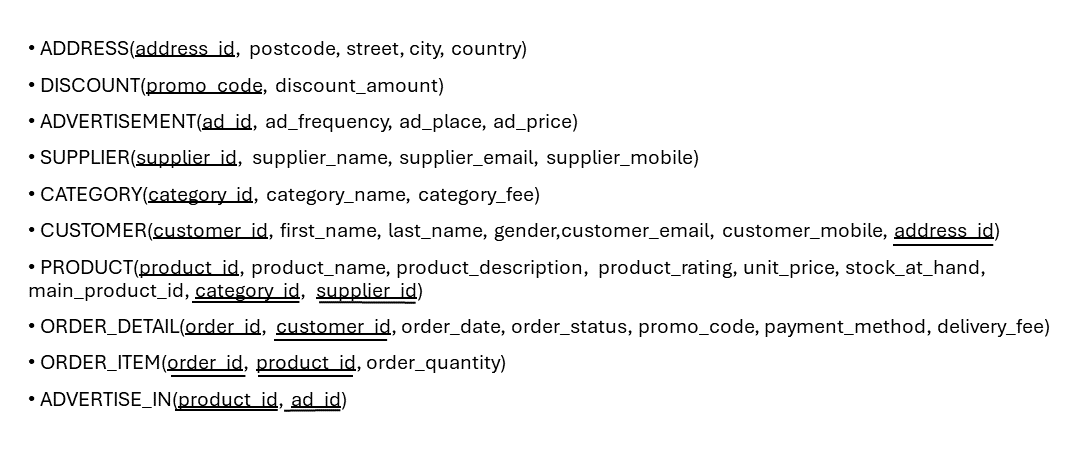 • ADDRESS(address_id, postcode, street, city, country)
• DISCOUNT(promo_code, discount_amount)
• ADVERTISEMENT(ad_id, ad_frequency, ad_place, ad_price)
• SUPPLIER(supplier_id, supplier_name, supplier_email, supplier_mobile)
• CATEGORY(category_id, category_name, category_fee)
• CUSTOMER(customer_id, first_name, last_name, gender,customer_email, customer_mobile, address_id)
• PRODUCT(product_id, product_name, product_description, product_rating, unit_price, stock_at_hand,
main_product_id, category_id, supplier_id)
• ORDER_DETAIL(order_id, customer_id, order_date, order_status, promo_code, payment_method, delivery_fee)
• ORDER_ITEM(order_id, product_id, order_quantity)
• ADVERTISE_IN(product_id, ad_id)